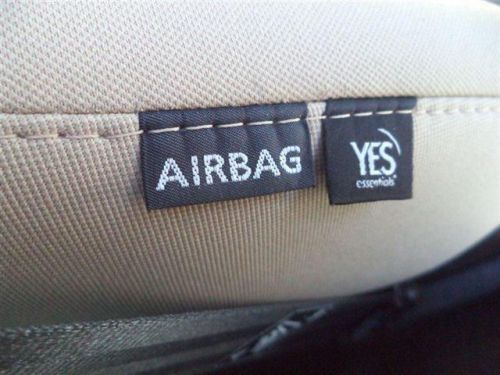 AIRBAG
YES
essentials